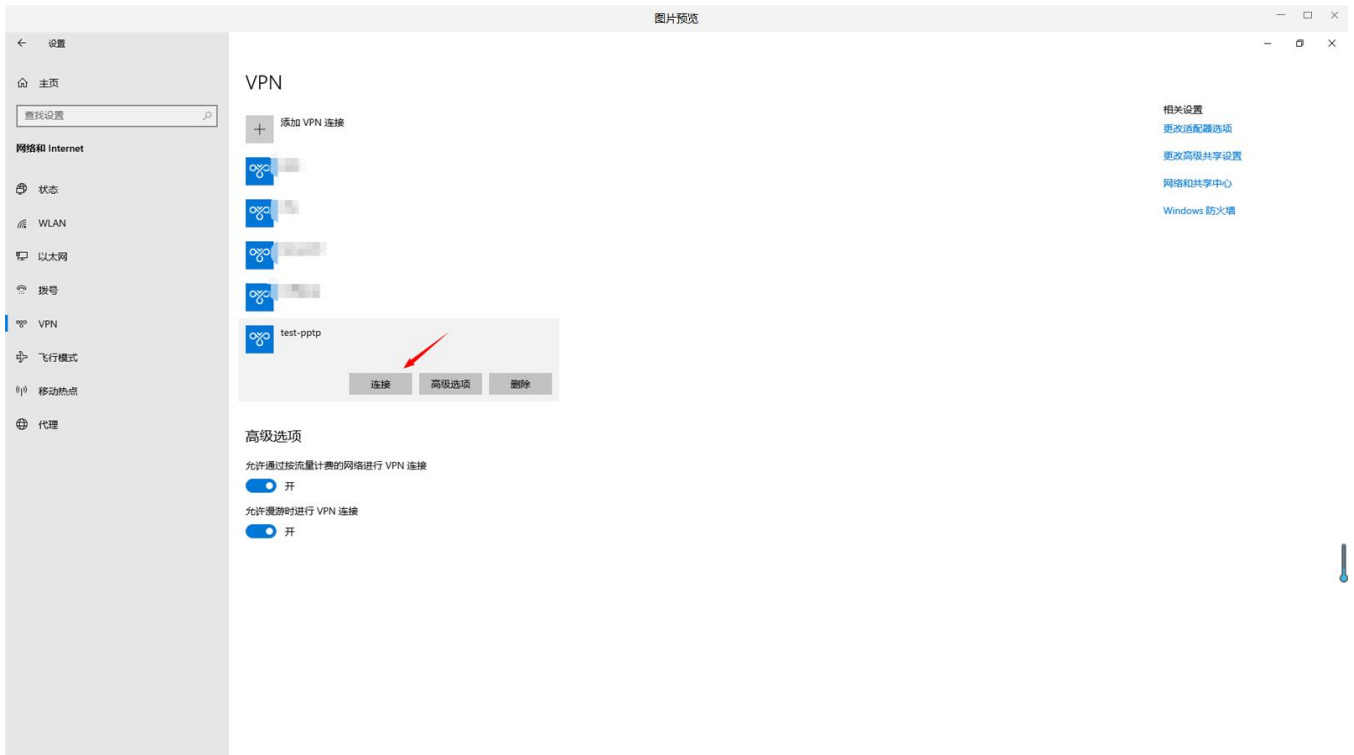 图片预览
设置
主页
查找设置
网络和 Internet
状态
WLAN
以太网
拨号
VPN
飞行模式
移动热点
代理
VPN
添加 VPN 连接
test-pptp
连接 高级选项 删除
高级选项
允许通过按流量计费的网络进行 VPN 连接
开
允许漫游时进行 VPN 连接
开
相关设置
更改适配器选项
更改高级共享设置
网络和共享中心
Windows 防火墙